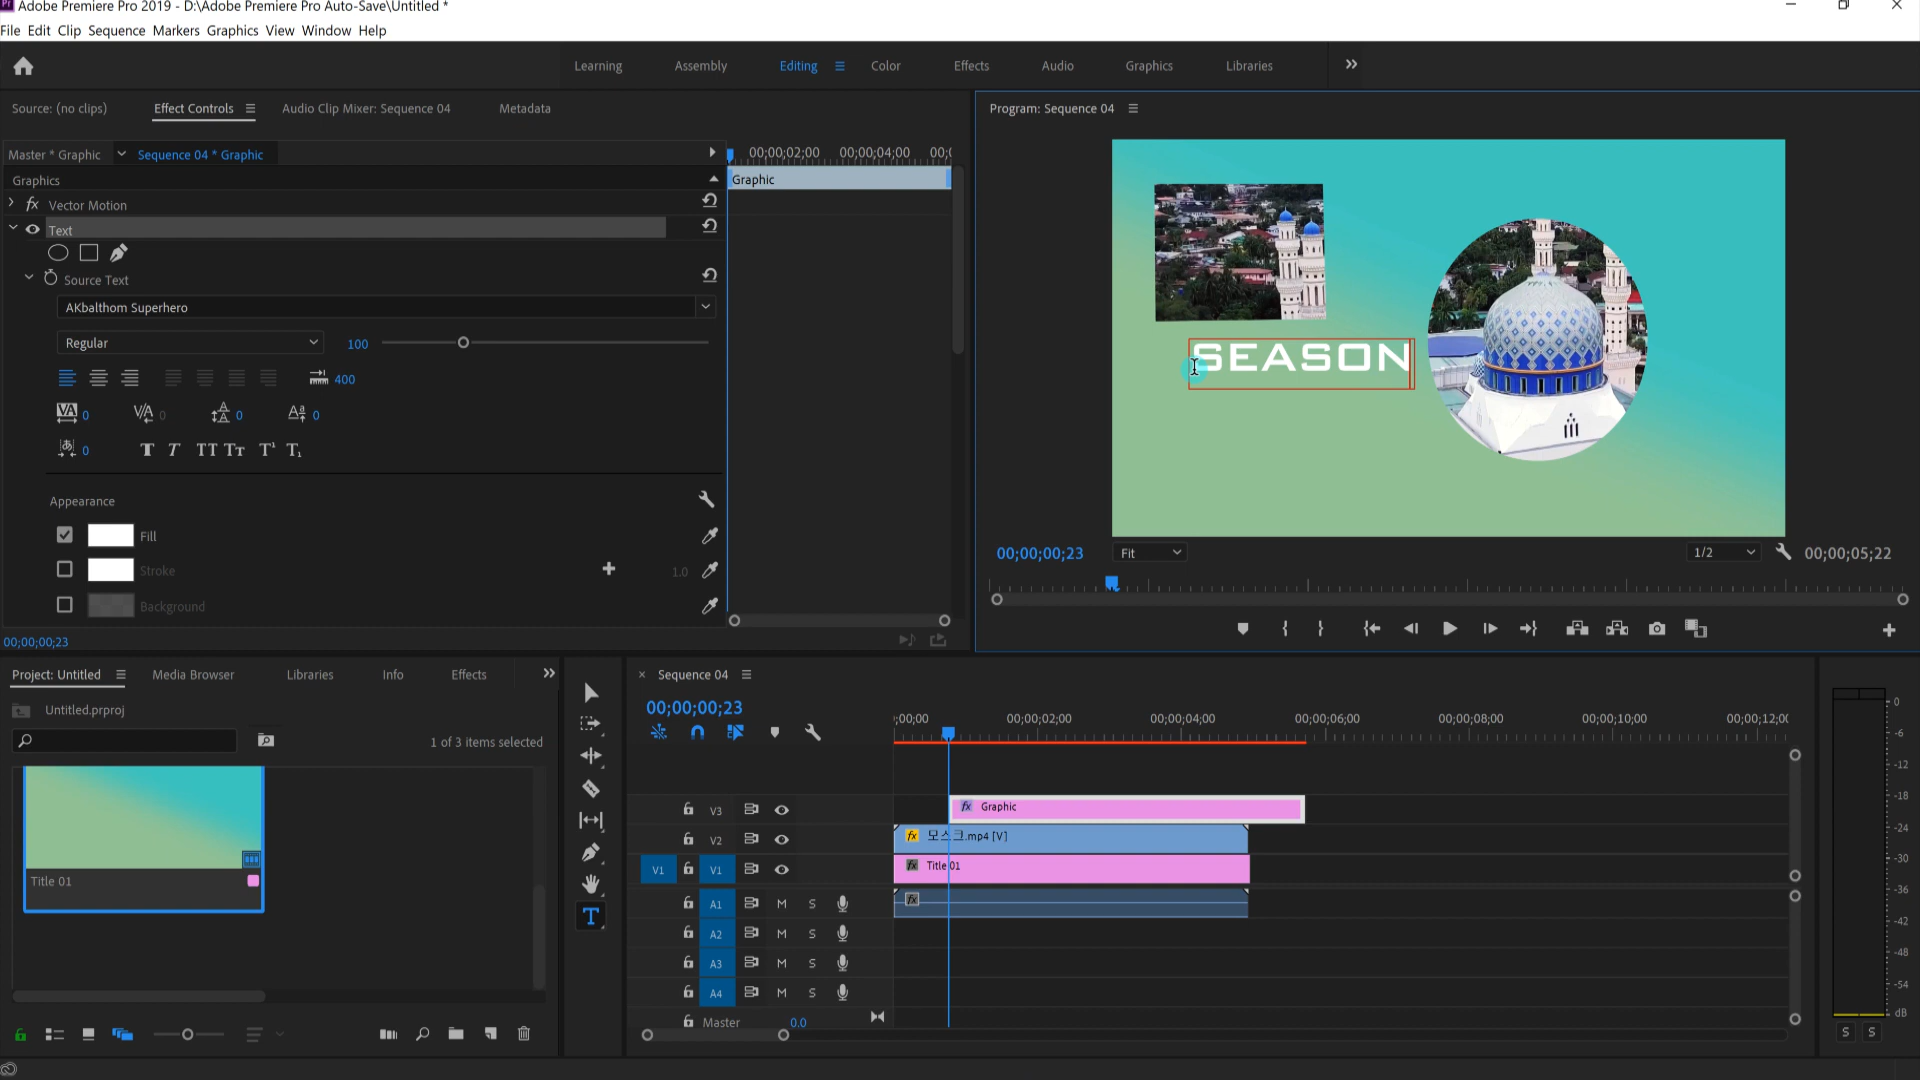 Adobe Premiere Pro 2019 - D:\Adobe Premiere Pro Auto-Save\Untitled *
File Edit Clip Sequence Markers Graphics View Window Help
Learning Assembly Editing Color Effects Audio Graphics Libraries
Source: (no clips) Effect Controls Audio Clip Mixer: Sequence 04 Metadata
Master * Graphic Sequence 04 * Graphic
00;00;02;00 00;00;04;00 00;(
Graphics
Graphic
fx Vector Motion
Text
Source Text
AKbalthom Superhero
Regular 100
400
0 0 0 0
0
Appearance
Fill
Stroke 1.0
Background
00;00;00;23
Program: Sequence 04
SEASON
00;00;00;23 Fit 1/2 00;00;05;22
Project: Untitled Media Browser Libraries Info Effects
Untitled.prproj
1 of 3 items selected
Title 01
Sequence 04
00;00;00;23
;00;00 00;00;02;00 00;00;04;00 00;00;06;00 00;00;08;00 00;00;10;00 00;00;12;0
V3 fx Graphic
V2 fx 모스크.mp4 [V]
V1 V1 fx Title 01
A1 M S fx
A2 M S
A3 M S
A4 M S
Master 0.0
0
-6
-12
-18
-24
-30
-36
-42
-48
-54
dB
S S